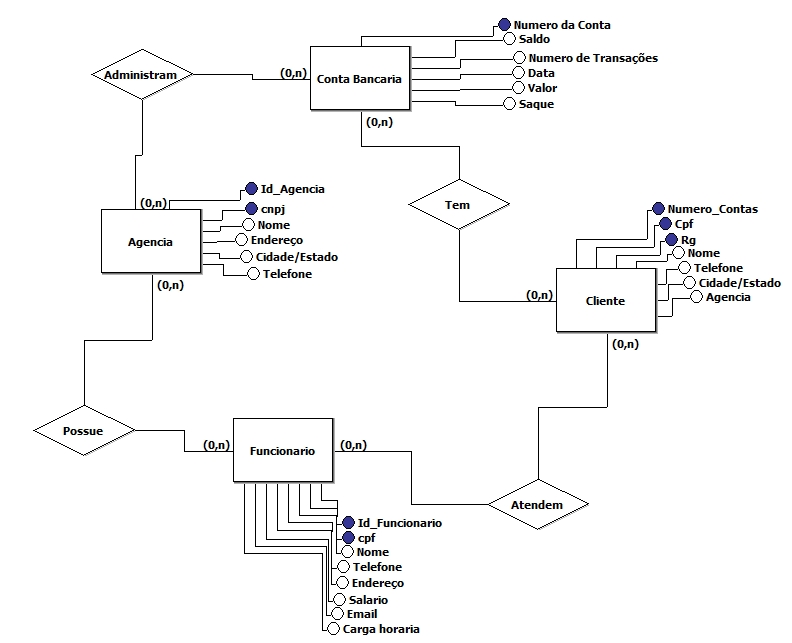 Numero da Conta
Saldo
Numero de Transações
Data
Valor
Saque
Conta Bancaria
(0,n)
(0,n)
Administram
(0,n)
Id_Agencia
cnpj
Nome
Endereço
Cidade/Estado
Telefone
Agencia
(0,n)
Tem
Numero_Contas
Cpf
Rg
Nome
Telefone
Cidade/Estado
Agencia
(0,n)
Cliente
(0,n)
Possue
(0,n)
Funcionario
(0,n)
Atendem
Id_Funcionario
cpf
Nome
Telefone
Endereço
Salario
Email
Carga horaria